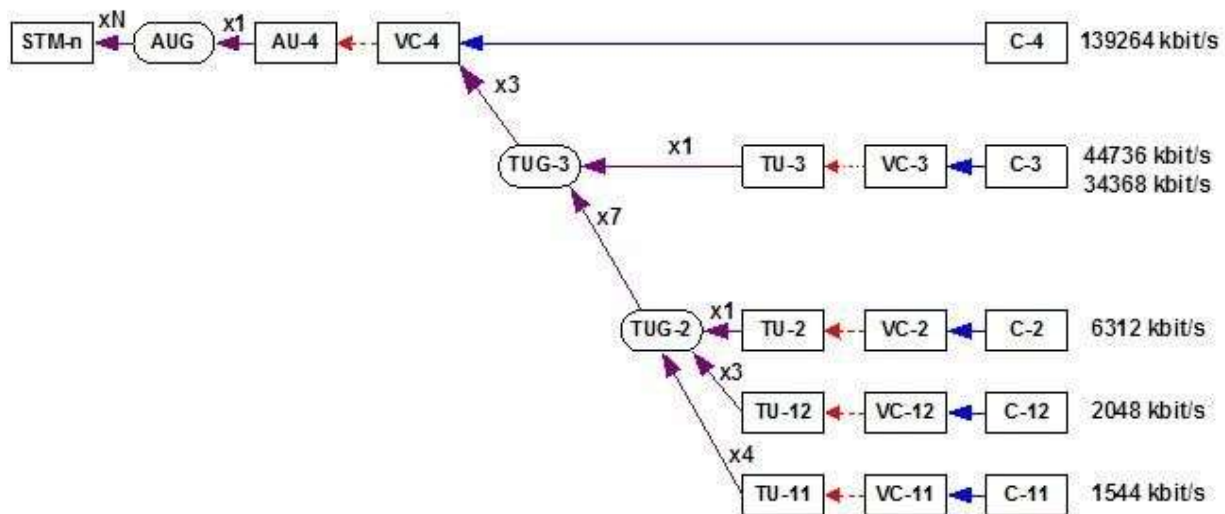 xN x1
STM-n AUG AU-4 VC-4 C-4 139264 kbit/s
x3
x1
TUG-3 TU-3 VC-3 C-3 44736 kbit/s
34368 kbit/s
x7
x1
TUG-2 TU-2 VC-2 C-2 6312 kbit/s
x3
TU-12 VC-12 C-12 2048 kbit/s
x4
TU-11 VC-11 C-11 1544 kbit/s